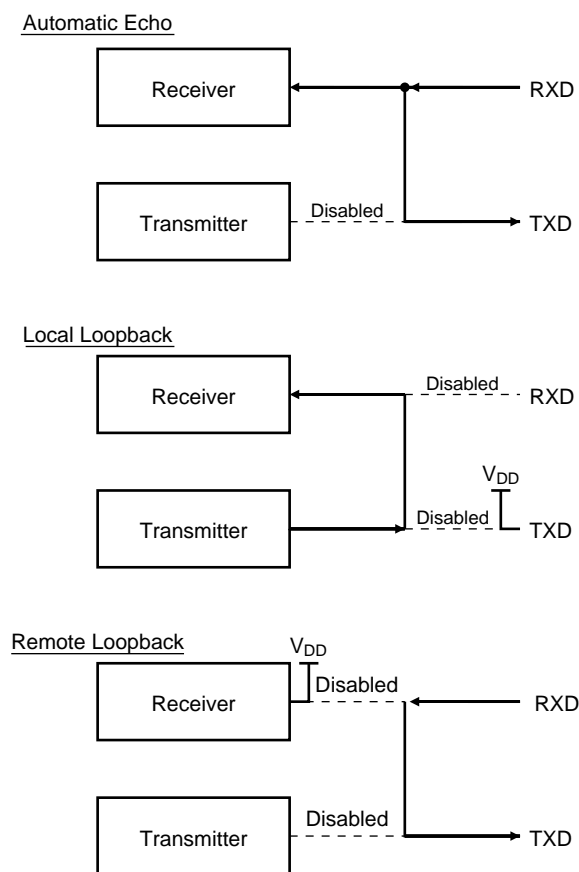 Automatic Echo
Receiver RXD
Transmitter Disabled TXD
Local Loopback
Receiver Disabled RXD
VDD
Transmitter Disabled TXD
Remote Loopback
VDD
Receiver Disabled RXD
Transmitter Disabled TXD